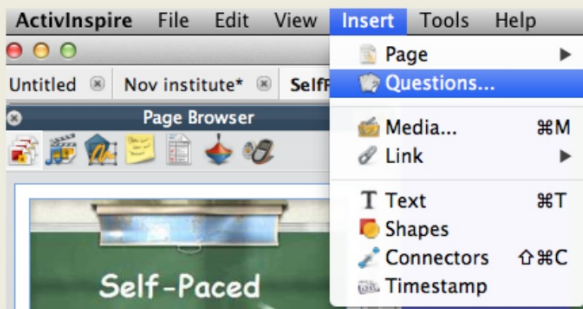 ActivInspire File Edit View Insert Tools Help
Untitled Nov institute* SelfP
Page Browser
Page
Questions...
Media... ⌘M
Link
Text ⌘T
Shapes
Connectors ⇧⌘C
Timestamp
Self-Paced